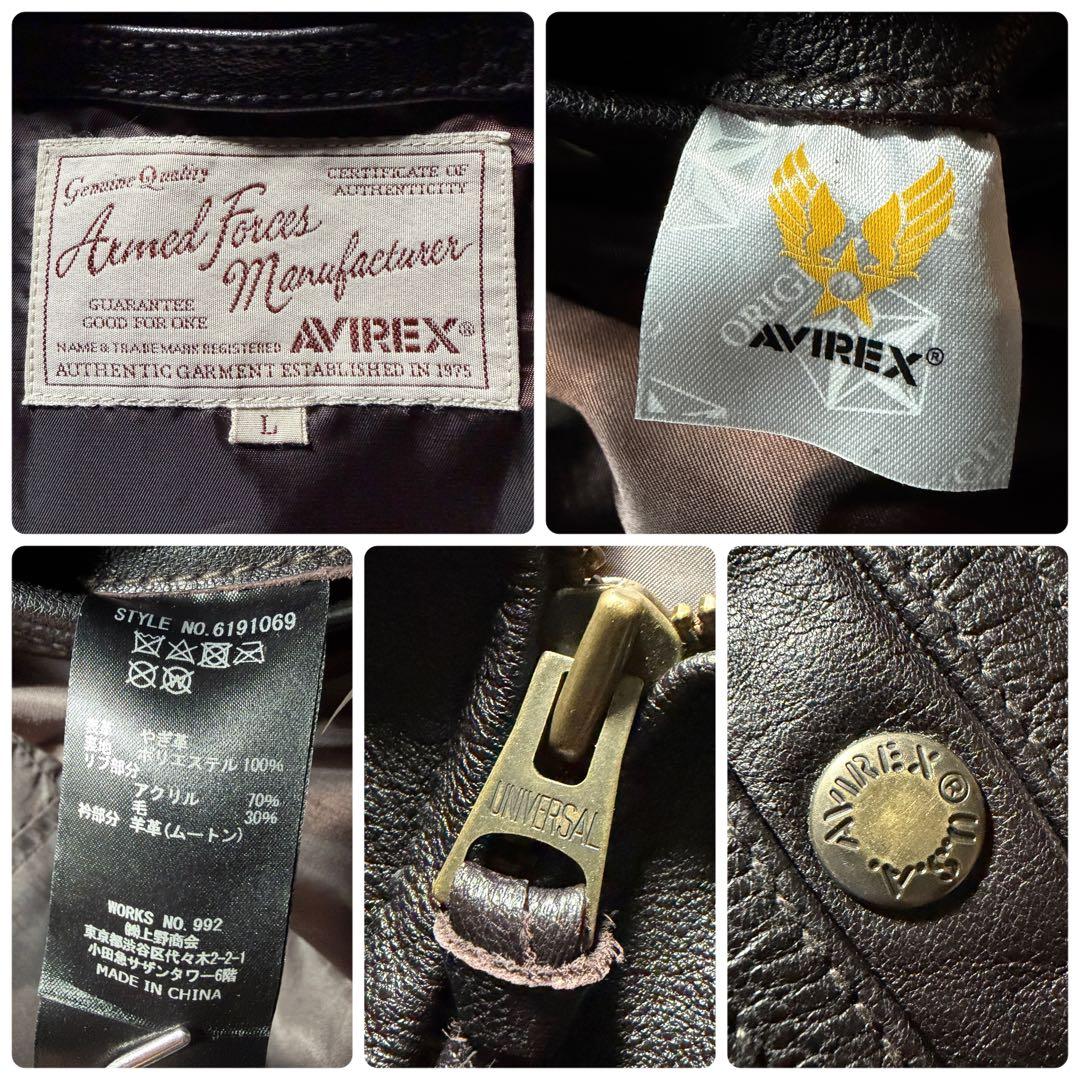 Genuine Quality
CERTIFICATE OF
AUTHENTICITY
Armed Forces
Manufacturer
GUARANTEE
GOOD FOR ONE
NAME & TRADEMARK REGISTERED
AVIREX®
AUTHENTIC GARMENT ESTABLISHED IN 1975
L
ORIGI
AVIREX®
STYLE NO.6191069
W
やぎ革
裏地 ポリエステル 100%
リブ部分
アクリル 70%
毛 30%
衿部分 羊革(ムートン)
WORKS NO. 992
㈱上野商会
東京都渋谷区代々木2-2-1
小田急サザンタワー6階
MADE IN CHINA
UNIVERSAL
AVIREX®
U.S.A.